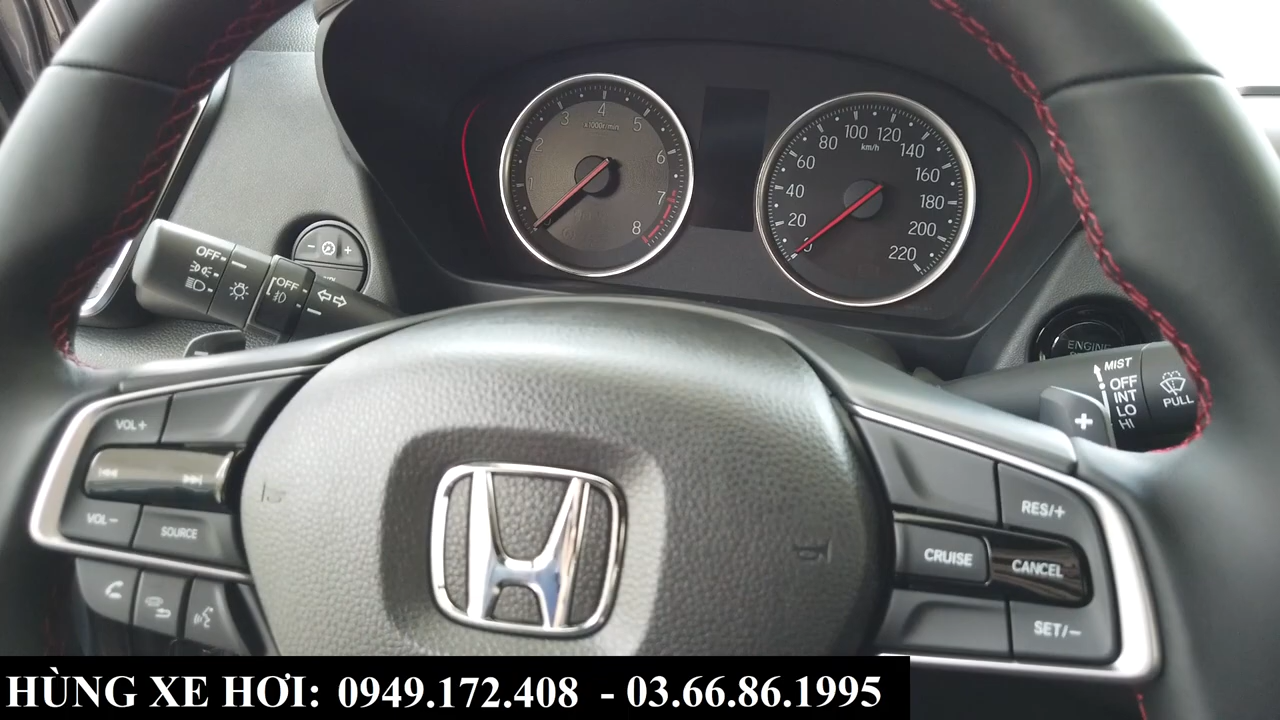 4
3
5
x1000r/min
2
6
1
7
8
100
120
80
140
km/h
60
160
40
180
20
200
0
220
OFF
OFF
- +
ENGINE
MIST
OFF
INT
LO
HI
PULL
+
-
VOL+
VOL-
SOURCE
RES/+
CRUISE
CANCEL
SET/-
HÙNG XE HƠI: 0949.172.408 - 03.66.86.1995